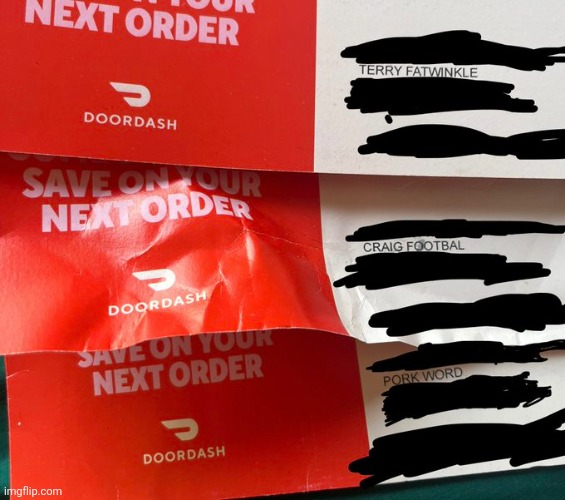 YOUR
NEXT ORDER
DOORDASH
TERRY FATWINKLE
SAVE ON YOUR
NEXT ORDER
DOORDASH
CRAIG FOOTBAL
SAVE ON YOUR
NEXT ORDER
DOORDASH
PORK WORD
imgflip.com